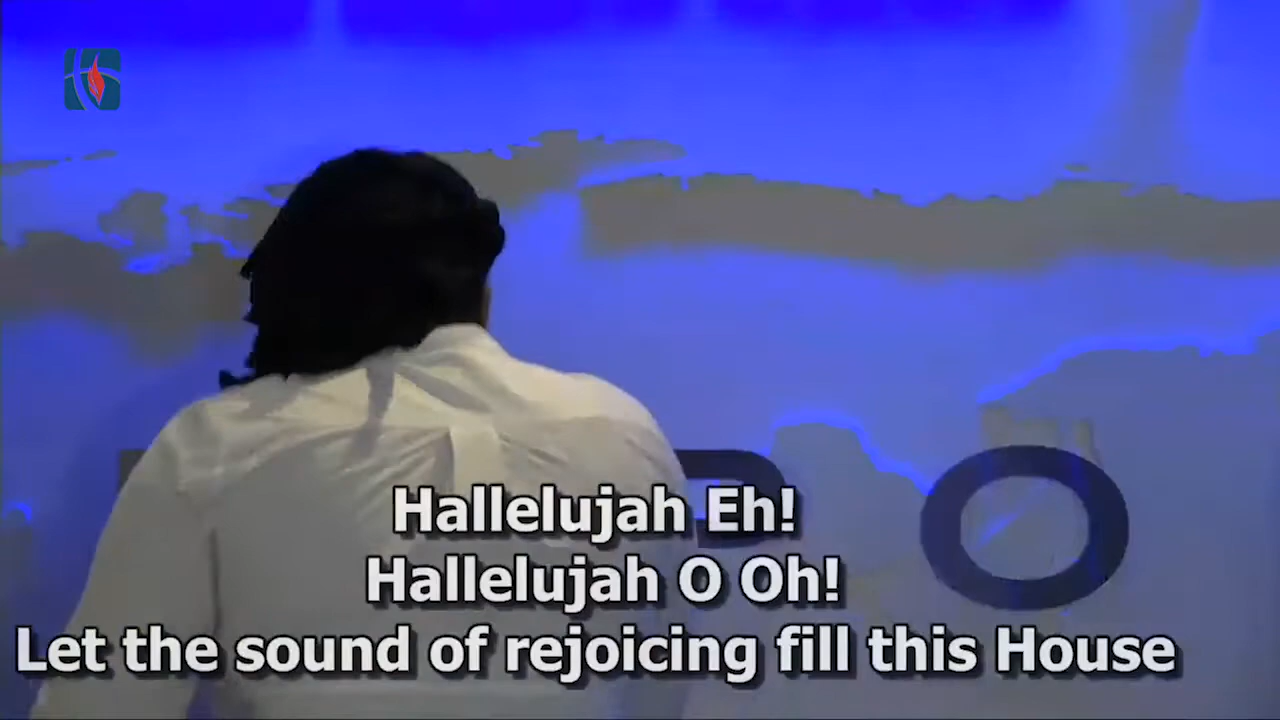 Hallelujah Eh!
Hallelujah O Oh!
Let the sound of rejoicing fill this House